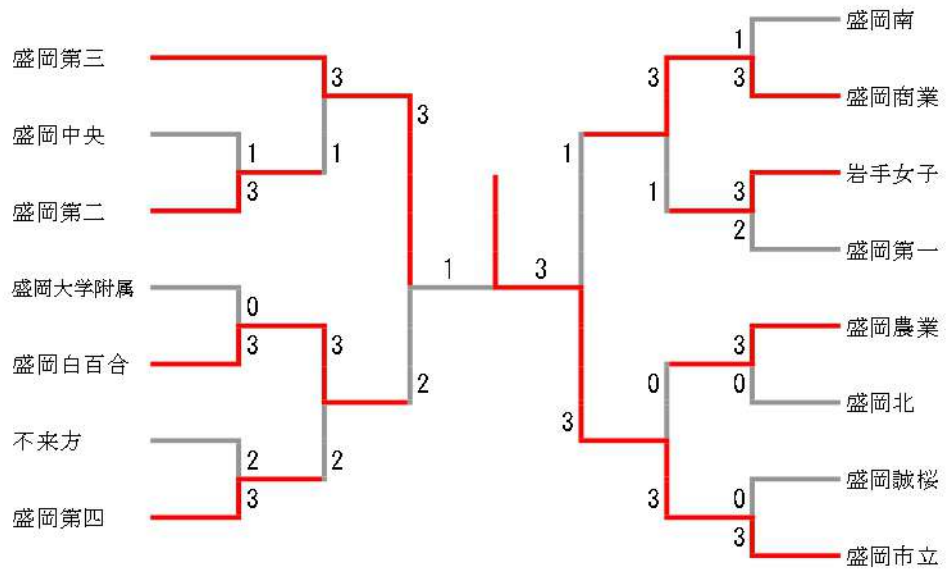 盛岡第三
盛岡中央
盛岡第二
盛岡大学附属
盛岡白百合
不来方
盛岡第四
1
3
0
3
2
3
3
1
3
2
3
2
1
3
1
3
3
1
0
3
1
3
3
2
3
0
0
3
盛岡南
盛岡商業
岩手女子
盛岡第一
盛岡農業
盛岡北
盛岡誠桜
盛岡市立